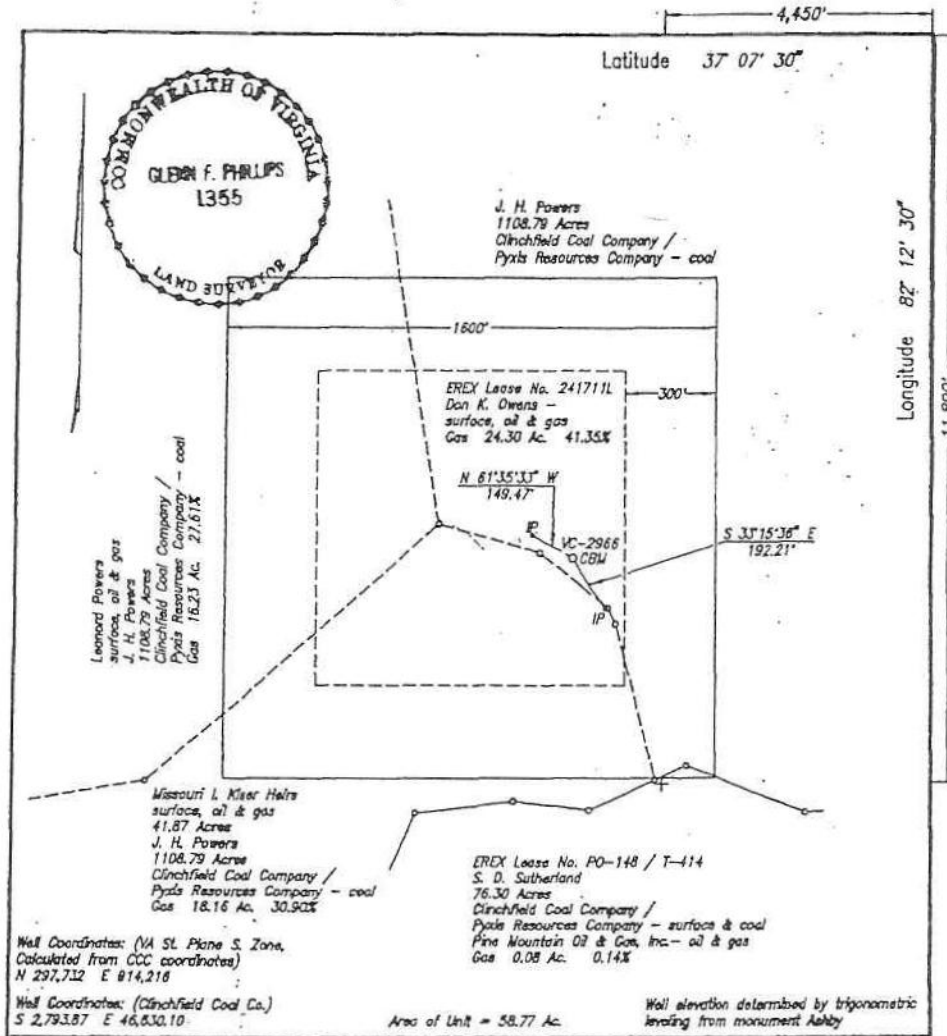 4,450'
Latitude 37 07' 30"
COMMONWEALTH OF VIRGINIA
GLENN F. PHILLIPS
1355
LAND SURVEYOR
J. H. Powers
1108.79 Acres
Clinchfield Coal Company /
Pyxis Resources Company - coal
Longitude 82 12' 30"
1600'
300'
EREX Lease No. 241711L
Don K. Owens -
surface, oil & gas
Gas 24.30 Ac. 41.35%
N 61°35'33" W
149.47'
IP
VC-2966
CBM
S 33°15'36" E
192.21'
IP
Leonard Powers
surface, oil & gas
J. H. Powers
1108.79 Acres
Clinchfield Coal Company /
Pyxis Resources Company - coal
Gas 16.23 Ac. 27.61%
Missouri I. Kiser Heirs
surface, oil & gas
41.87 Acres
J. H. Powers
1108.79 Acres
Clinchfield Coal Company /
Pyxis Resources Company - coal
Gas 18.16 Ac. 30.90%
EREX Lease No. PO-148 / T-414
S. D. Sutherland
76.30 Acres
Clinchfield Coal Company /
Pyxis Resources Company - surface & coal
Pine Mountain Oil & Gas, Inc.- oil & gas
Gas 0.08 Ac. 0.14%
Well Coordinates: (VA St. Plane S. Zone,
Calculated from CCC coordinates)
N 297,732 E 914,216
Well Coordinates: (Clinchfield Coal Co.)
S 2,793.87 E 46,830.10
Area of Unit = 58.77 Ac.
Well elevation determined by trigonometric
leveling from monument Ashby